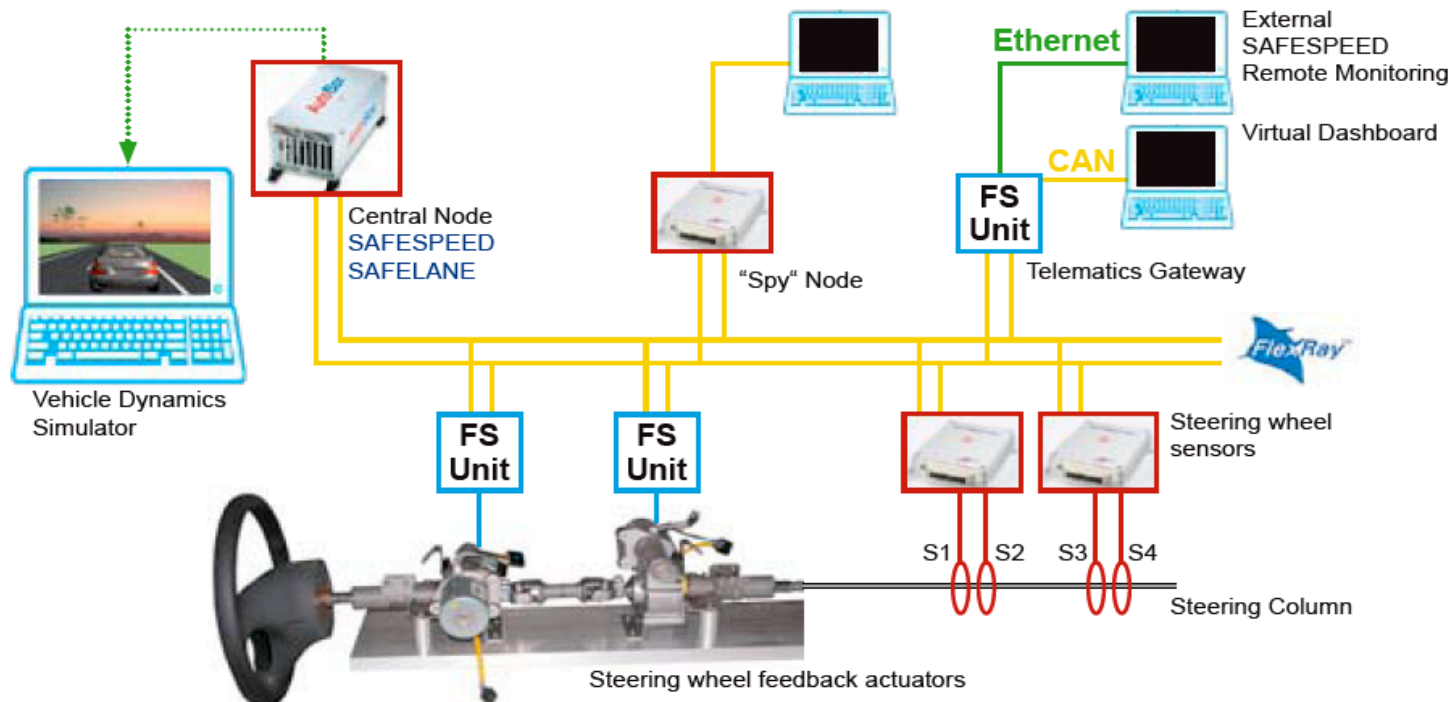 External
SAFESPEED
Remote Monitoring
Ethernet
Virtual Dashboard
CAN
AutoBox
FS
Unit
Central Node
SAFESPEED
SAFELANE
“Spy“ Node
Telematics Gateway
FlexRay™
Vehicle Dynamics
Simulator
FS
Unit
FS
Unit
Steering wheel
sensors
S1
S2
S3
S4
Steering Column
Steering wheel feedback actuators